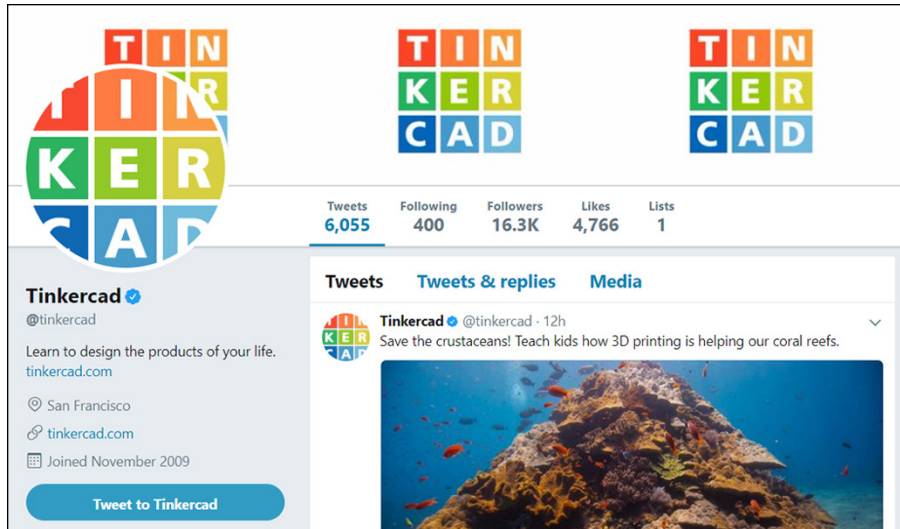 TIN
KER
CAD
TIN
KER
CAD
TIN
KER
CAD
Tweets Following Followers Likes Lists
6,055 400 16.3K 4,766 1
Tinkercad
@tinkercad
Learn to design the products of your life.
tinkercad.com
San Francisco
tinkercad.com
Joined November 2009
Tweet to Tinkercad
Tweets Tweets & replies Media
TIN
KER
CAD
Tinkercad @tinkercad · 12h
Save the crustaceans! Teach kids how 3D printing is helping our coral reefs.